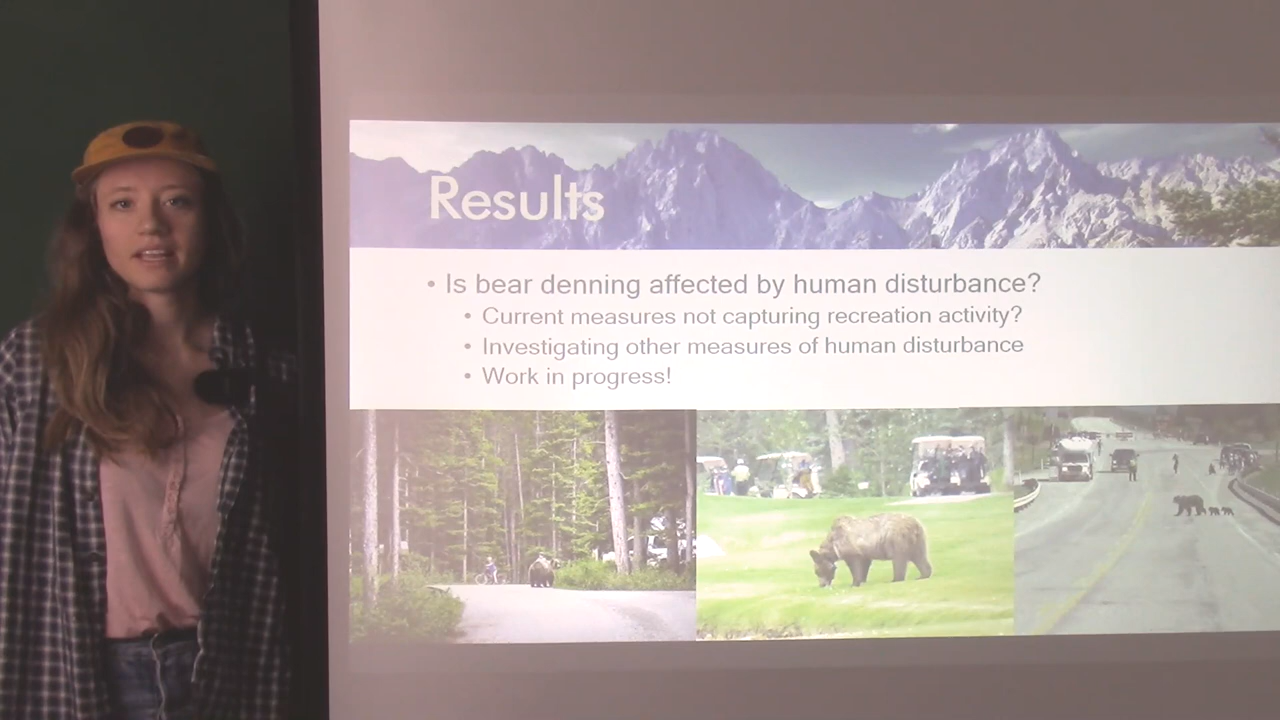 Results
• Is bear denning affected by human disturbance?
• Current measures not capturing recreation activity?
• Investigating other measures of human disturbance
• Work in progress!